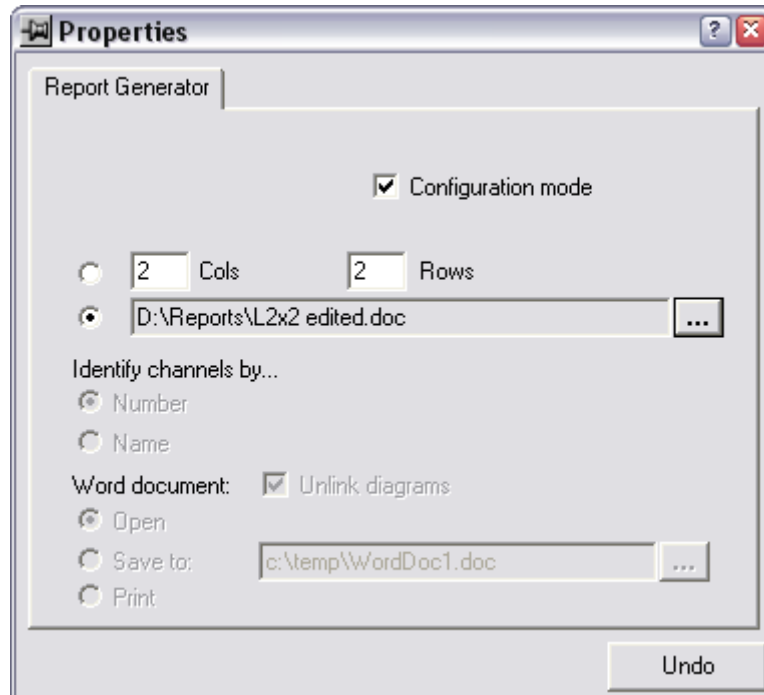 Properties
Report Generator
Configuration mode
2 Cols 2 Rows
D:\Reports\L2x2 edited.doc ...
Identify channels by...
Number
Name
Word document: Unlink diagrams
Open
Save to: c:\temp\WordDoc1.doc ...
Print
Undo